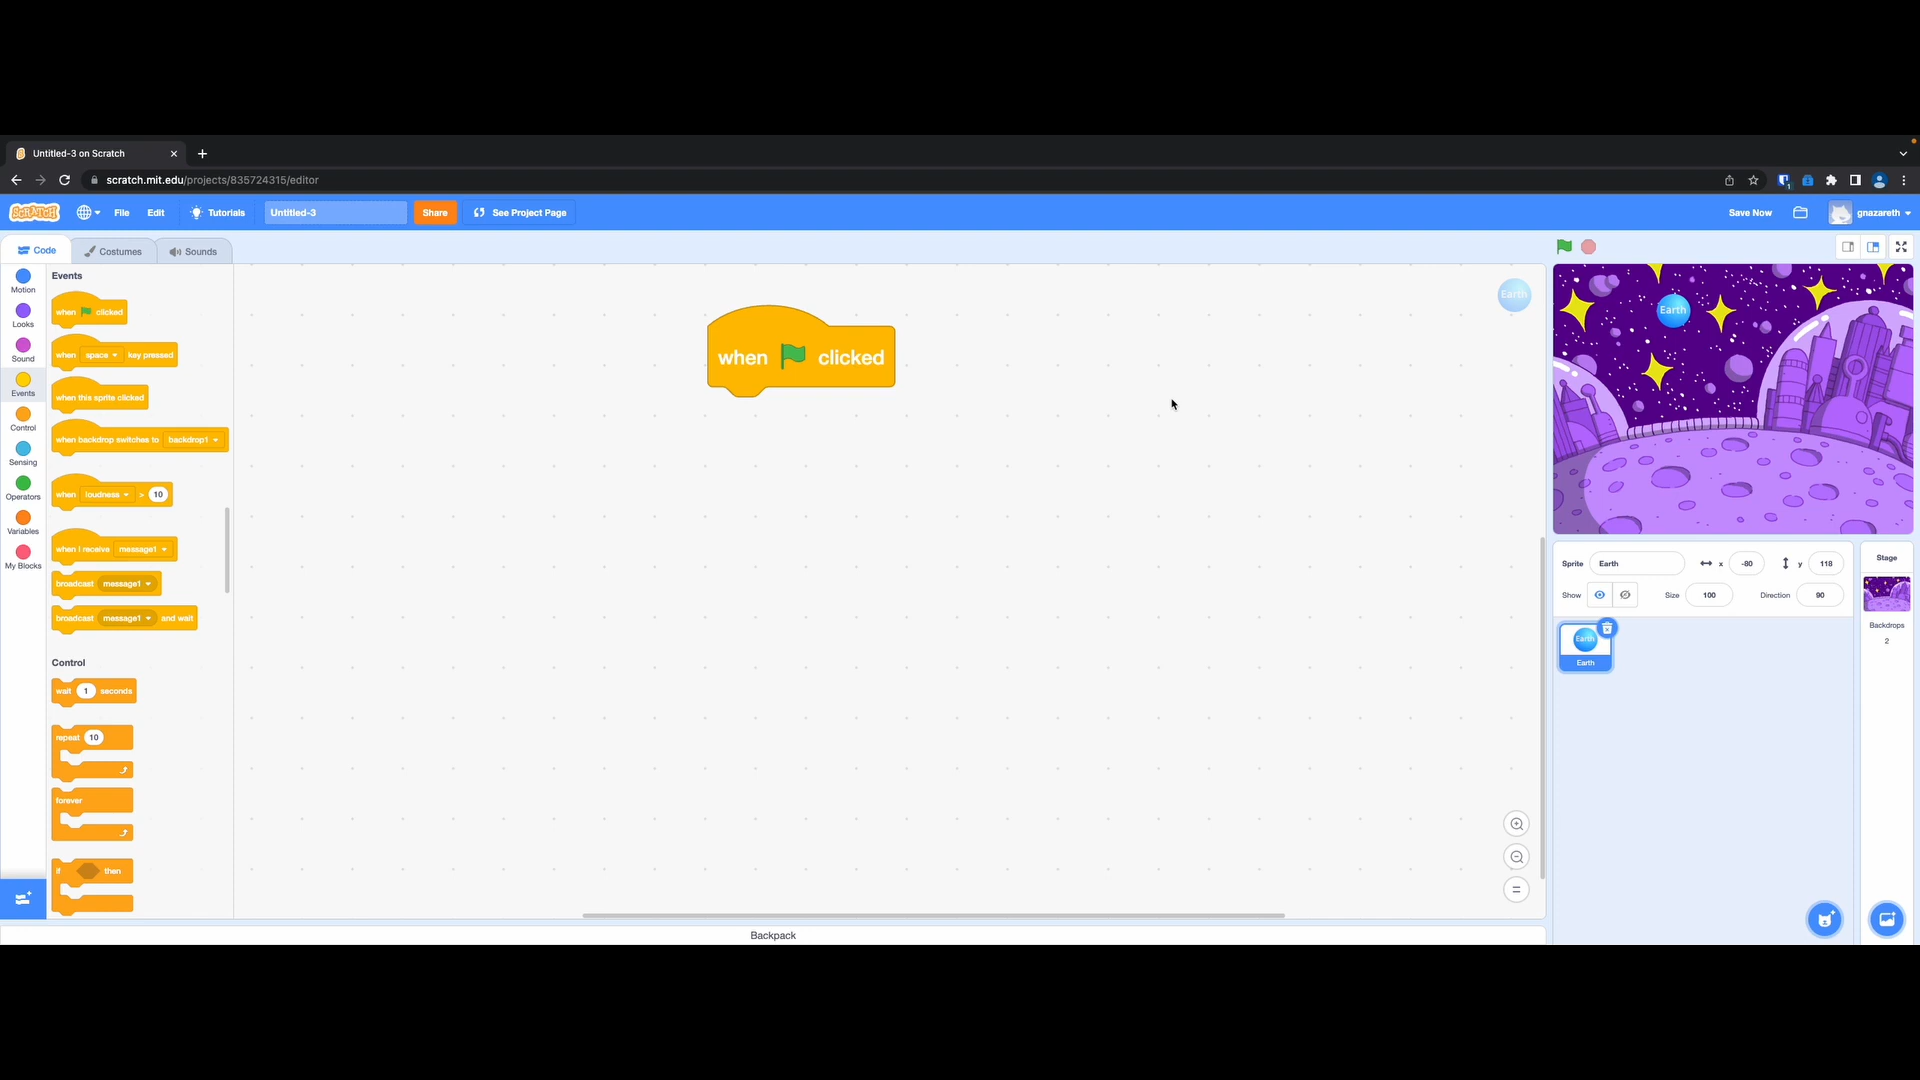 Untitled-3 on Scratch
scratch.mit.edu/projects/835724315/editor
SCRATCH File Edit Tutorials Untitled-3 Share See Project Page Save Now gnazareth
Code Costumes Sounds
Motion
Looks
Sound
Events
Control
Sensing
Operators
Variables
My Blocks
Events
when clicked
when space key pressed
when this sprite clicked
when backdrop switches to backdrop1
when loudness > 10
when I receive message1
broadcast message1
broadcast message1 and wait
Control
wait 1 seconds
repeat 10
forever
if then
when clicked
Earth
Earth
Sprite Earth x -80 y 118
Show Size 100 Direction 90
Earth
Earth
Stage
Backdrops
2
Backpack